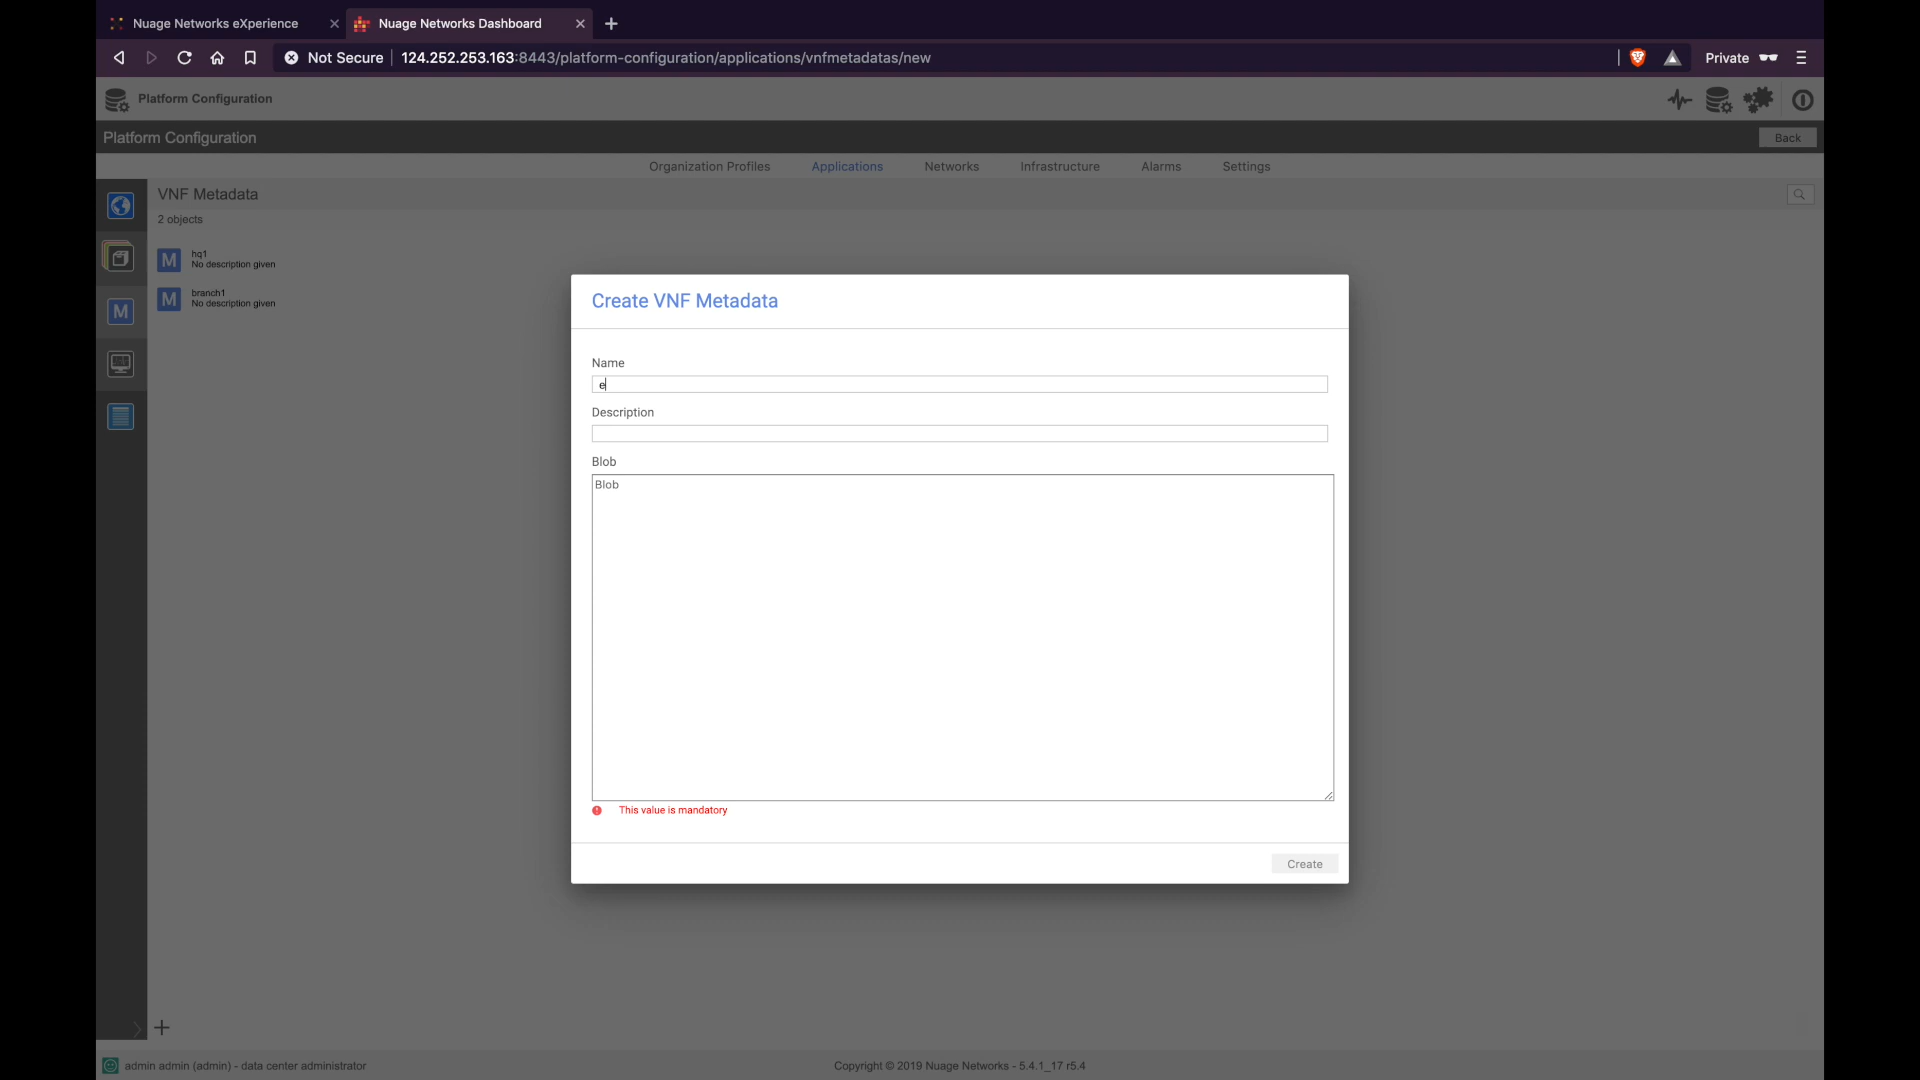 Nuage Networks eXperience
Nuage Networks Dashboard
Not Secure
124.252.253.163:8443/platform-configuration/applications/vnfmetadatas/new
Private
Platform Configuration
Platform Configuration
Back
Organization Profiles
Applications
Networks
Infrastructure
Alarms
Settings
VNF Metadata
2 objects
M
hq1
No description given
M
branch1
No description given
M
Create VNF Metadata
Name
e
Description
Blob
Blob
This value is mandatory
Create
admin admin (admin) - data center administrator
Copyright © 2019 Nuage Networks - 5.4.1_17 r5.4